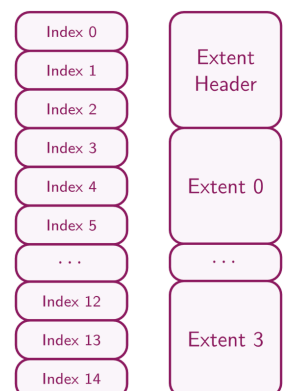 Index 0
Index 1
Index 2
Index 3
Index 4
Index 5
...
Index 12
Index 13
Index 14
Extent
Header
Extent 0
...
Extent 3